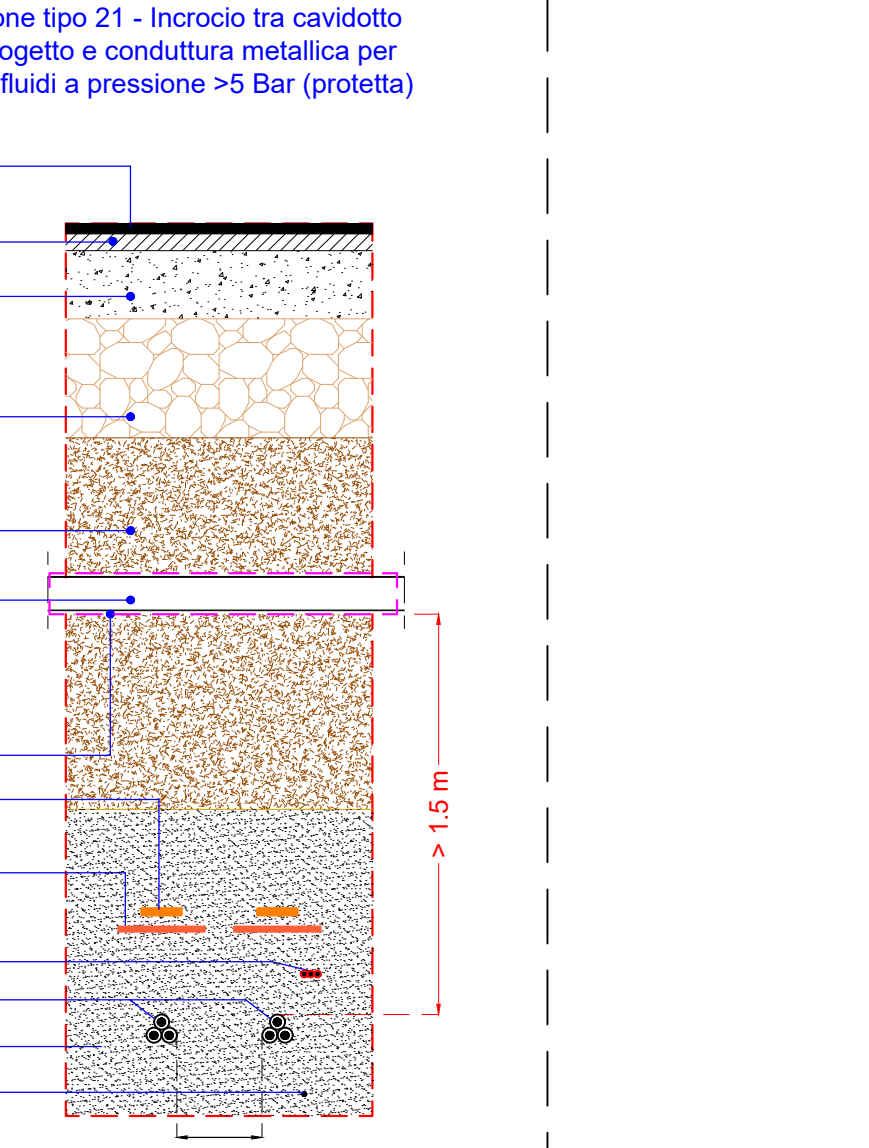 one tipo 21 - Incrocio tra cavidotto
ogetto e conduttura metallica per
fluidi a pressione >5 Bar (protetta)
> 1.5 m